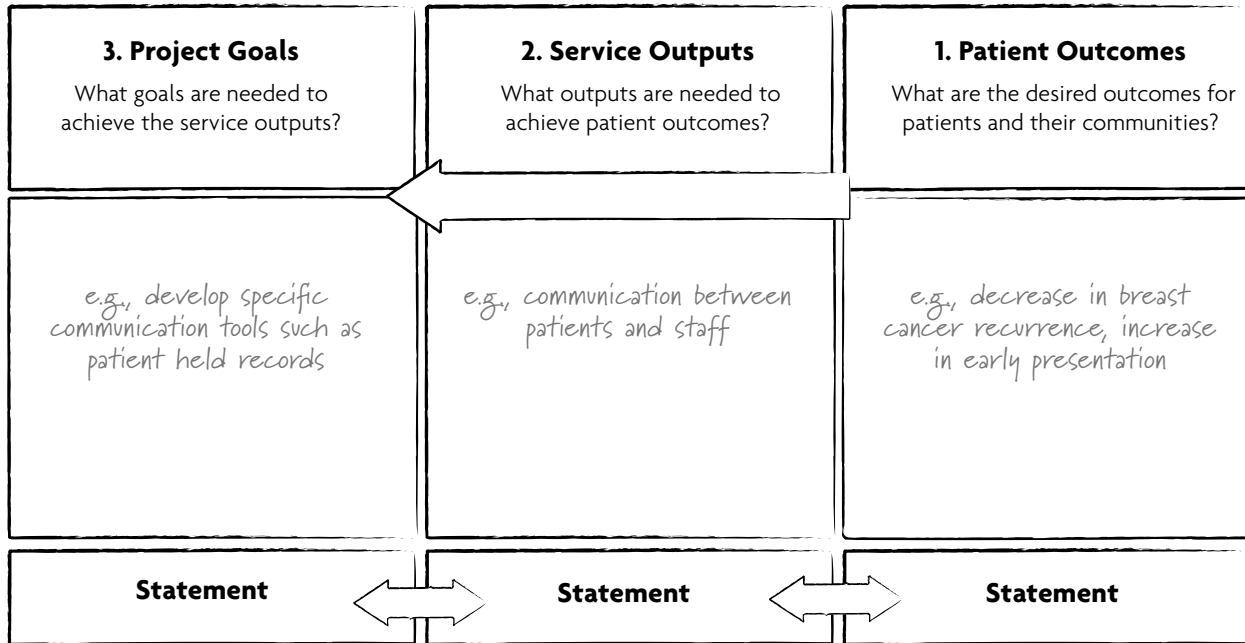 3. Project Goals
What goals are needed to
achieve the service outputs?
2. Service Outputs
What outputs are needed to
achieve patient outcomes?
1. Patient Outcomes
What are the desired outcomes for
patients and their communities?
e.g., develop specific
communication tools such as
patient held records
e.g., communication between
patients and staff
e.g., decrease in breast
cancer recurrence, increase
in early presentation
Statement
Statement
Statement